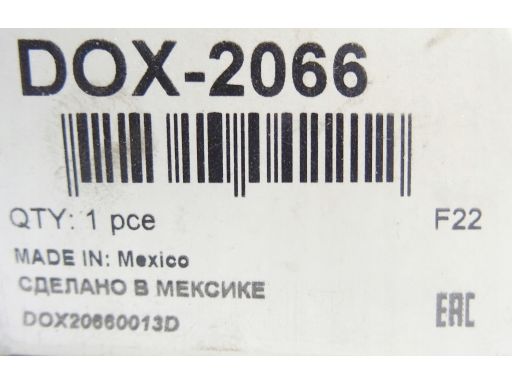 DOX-2066
QTY: 1 pce F22
MADE IN: Mexico
СДЕЛАНО В МЕКСИКЕ
DOX20660013D
EAC